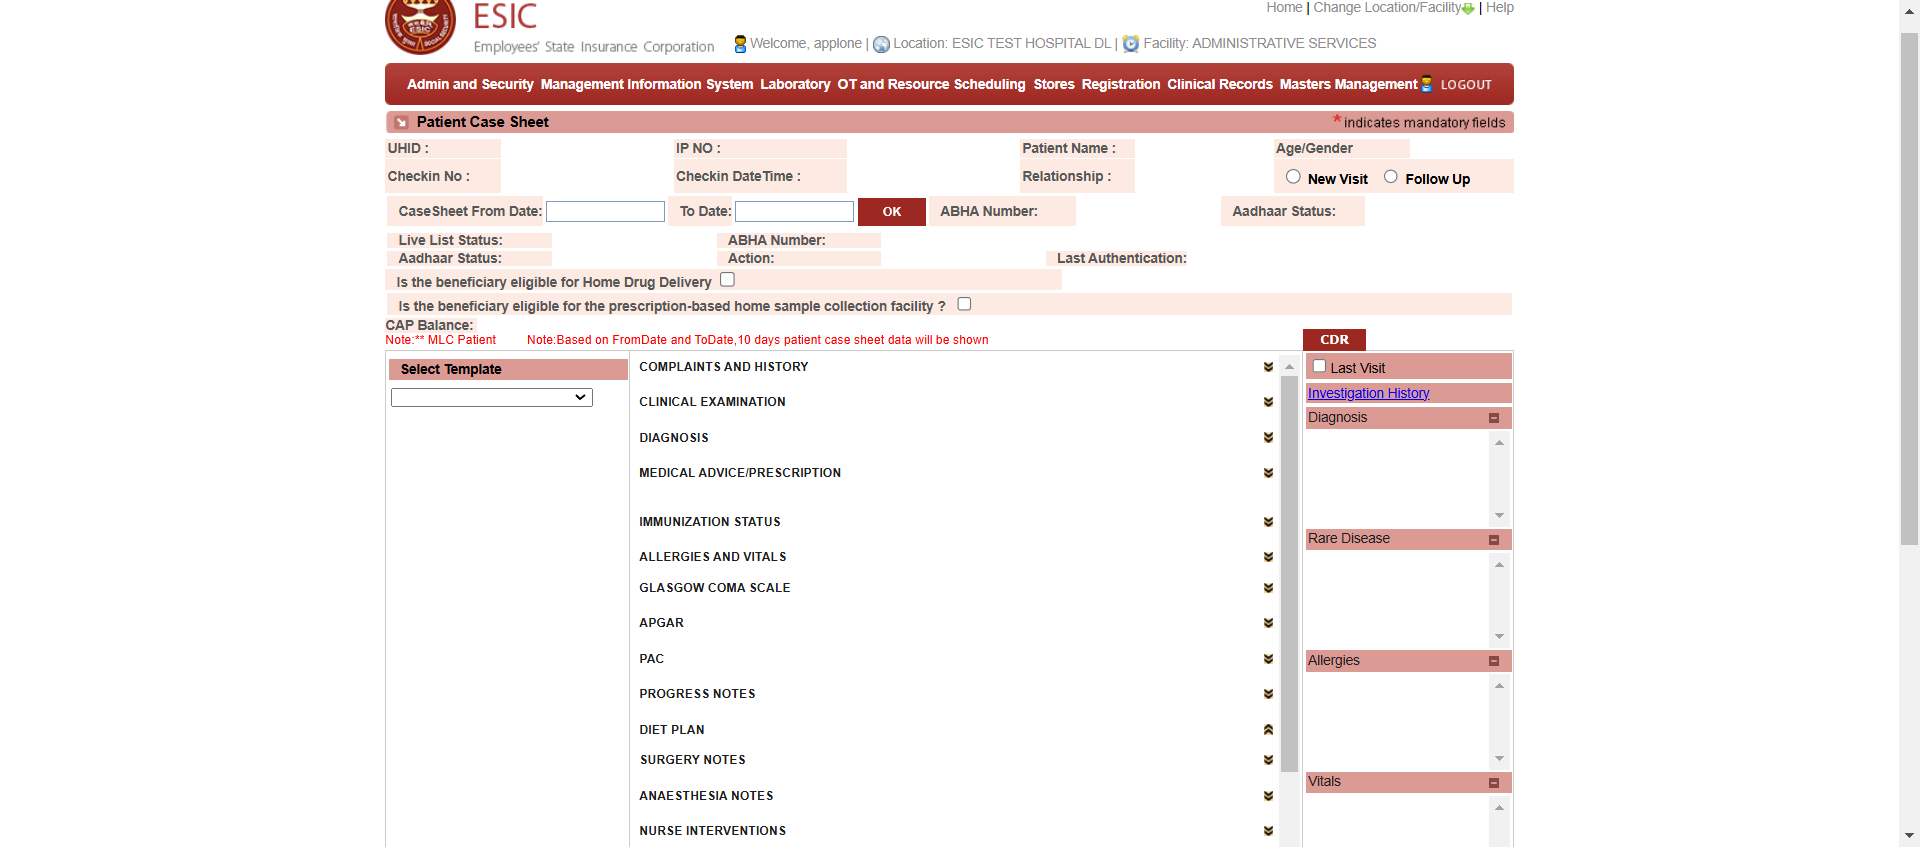 ESIC
Employees' State Insurance Corporation
Home | Change Location/Facility | Help
Welcome, applone | Location: ESIC TEST HOSPITAL DL | Facility: ADMINISTRATIVE SERVICES
Admin and Security Management Information System Laboratory OT and Resource Scheduling Stores Registration Clinical Records Masters Management LOGOUT
Patient Case Sheet * indicates mandatory fields
UHID : IP NO : Patient Name : Age/Gender
Checkin No : Checkin DateTime : Relationship : New Visit Follow Up
CaseSheet From Date: To Date: OK ABHA Number: Aadhaar Status:
Live List Status: ABHA Number:
Aadhaar Status: Action: Last Authentication:
Is the beneficiary eligible for Home Drug Delivery
Is the beneficiary eligible for the prescription-based home sample collection facility ?
CAP Balance:
Note:** MLC Patient Note:Based on FromDate and ToDate,10 days patient case sheet data will be shown
CDR
Select Template
COMPLAINTS AND HISTORY
CLINICAL EXAMINATION
DIAGNOSIS
MEDICAL ADVICE/PRESCRIPTION
IMMUNIZATION STATUS
ALLERGIES AND VITALS
GLASGOW COMA SCALE
APGAR
PAC
PROGRESS NOTES
DIET PLAN
SURGERY NOTES
ANAESTHESIA NOTES
NURSE INTERVENTIONS
Last Visit
Investigation History
Diagnosis
Rare Disease
Allergies
Vitals